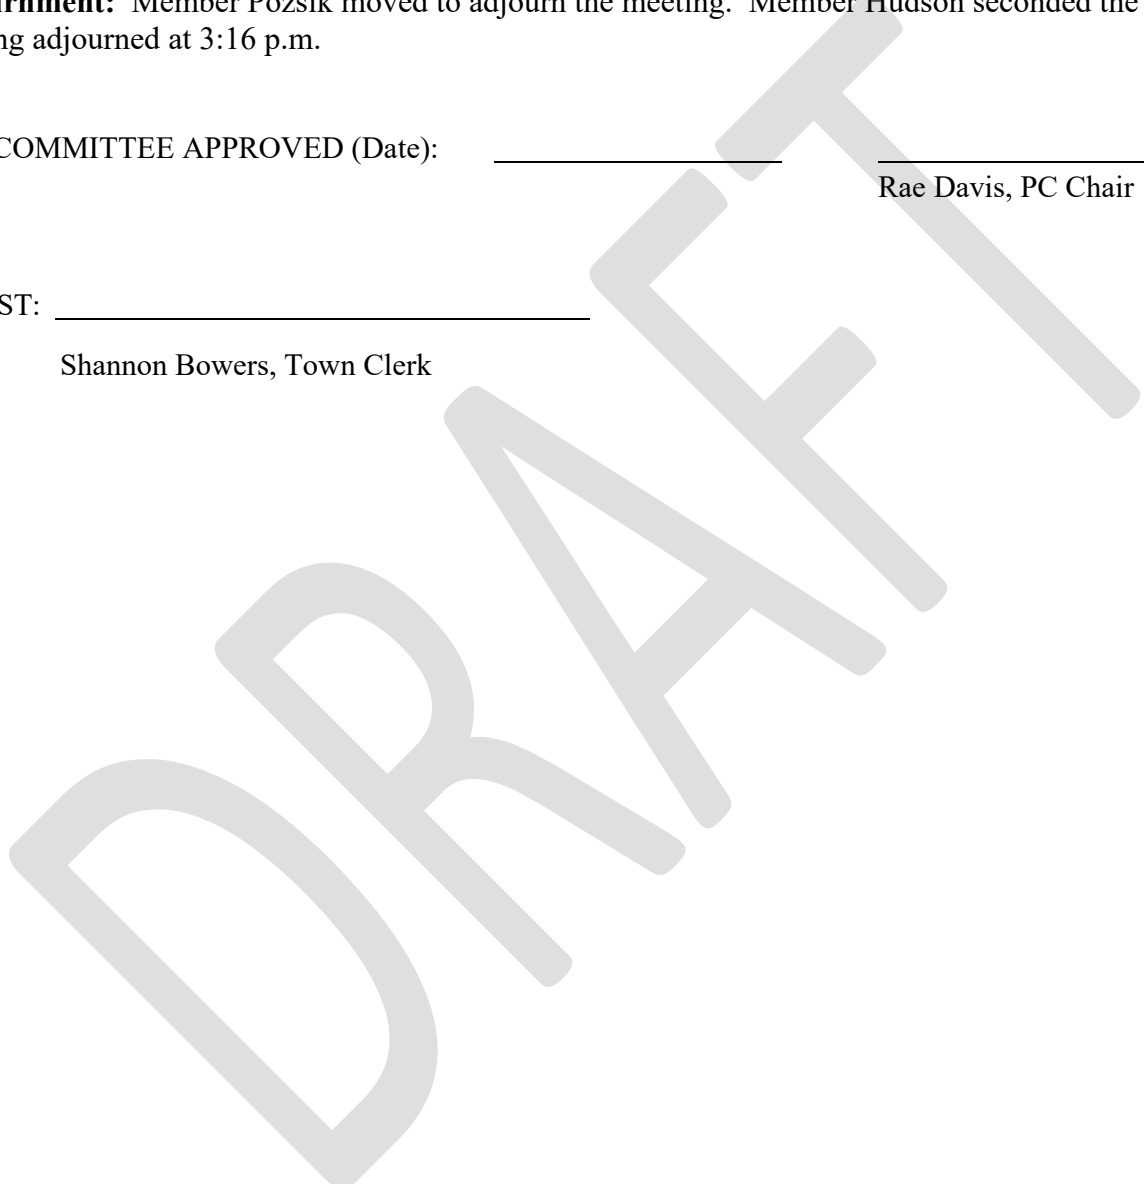 rnment: Member Pozsik moved to adjourn the meeting. Member Hudson seconded the
ng adjourned at 3:16 p.m.
COMMITTEE APPROVED (Date):
Rae Davis, PC Chair
ST:
Shannon Bowers, Town Clerk
DRAFT